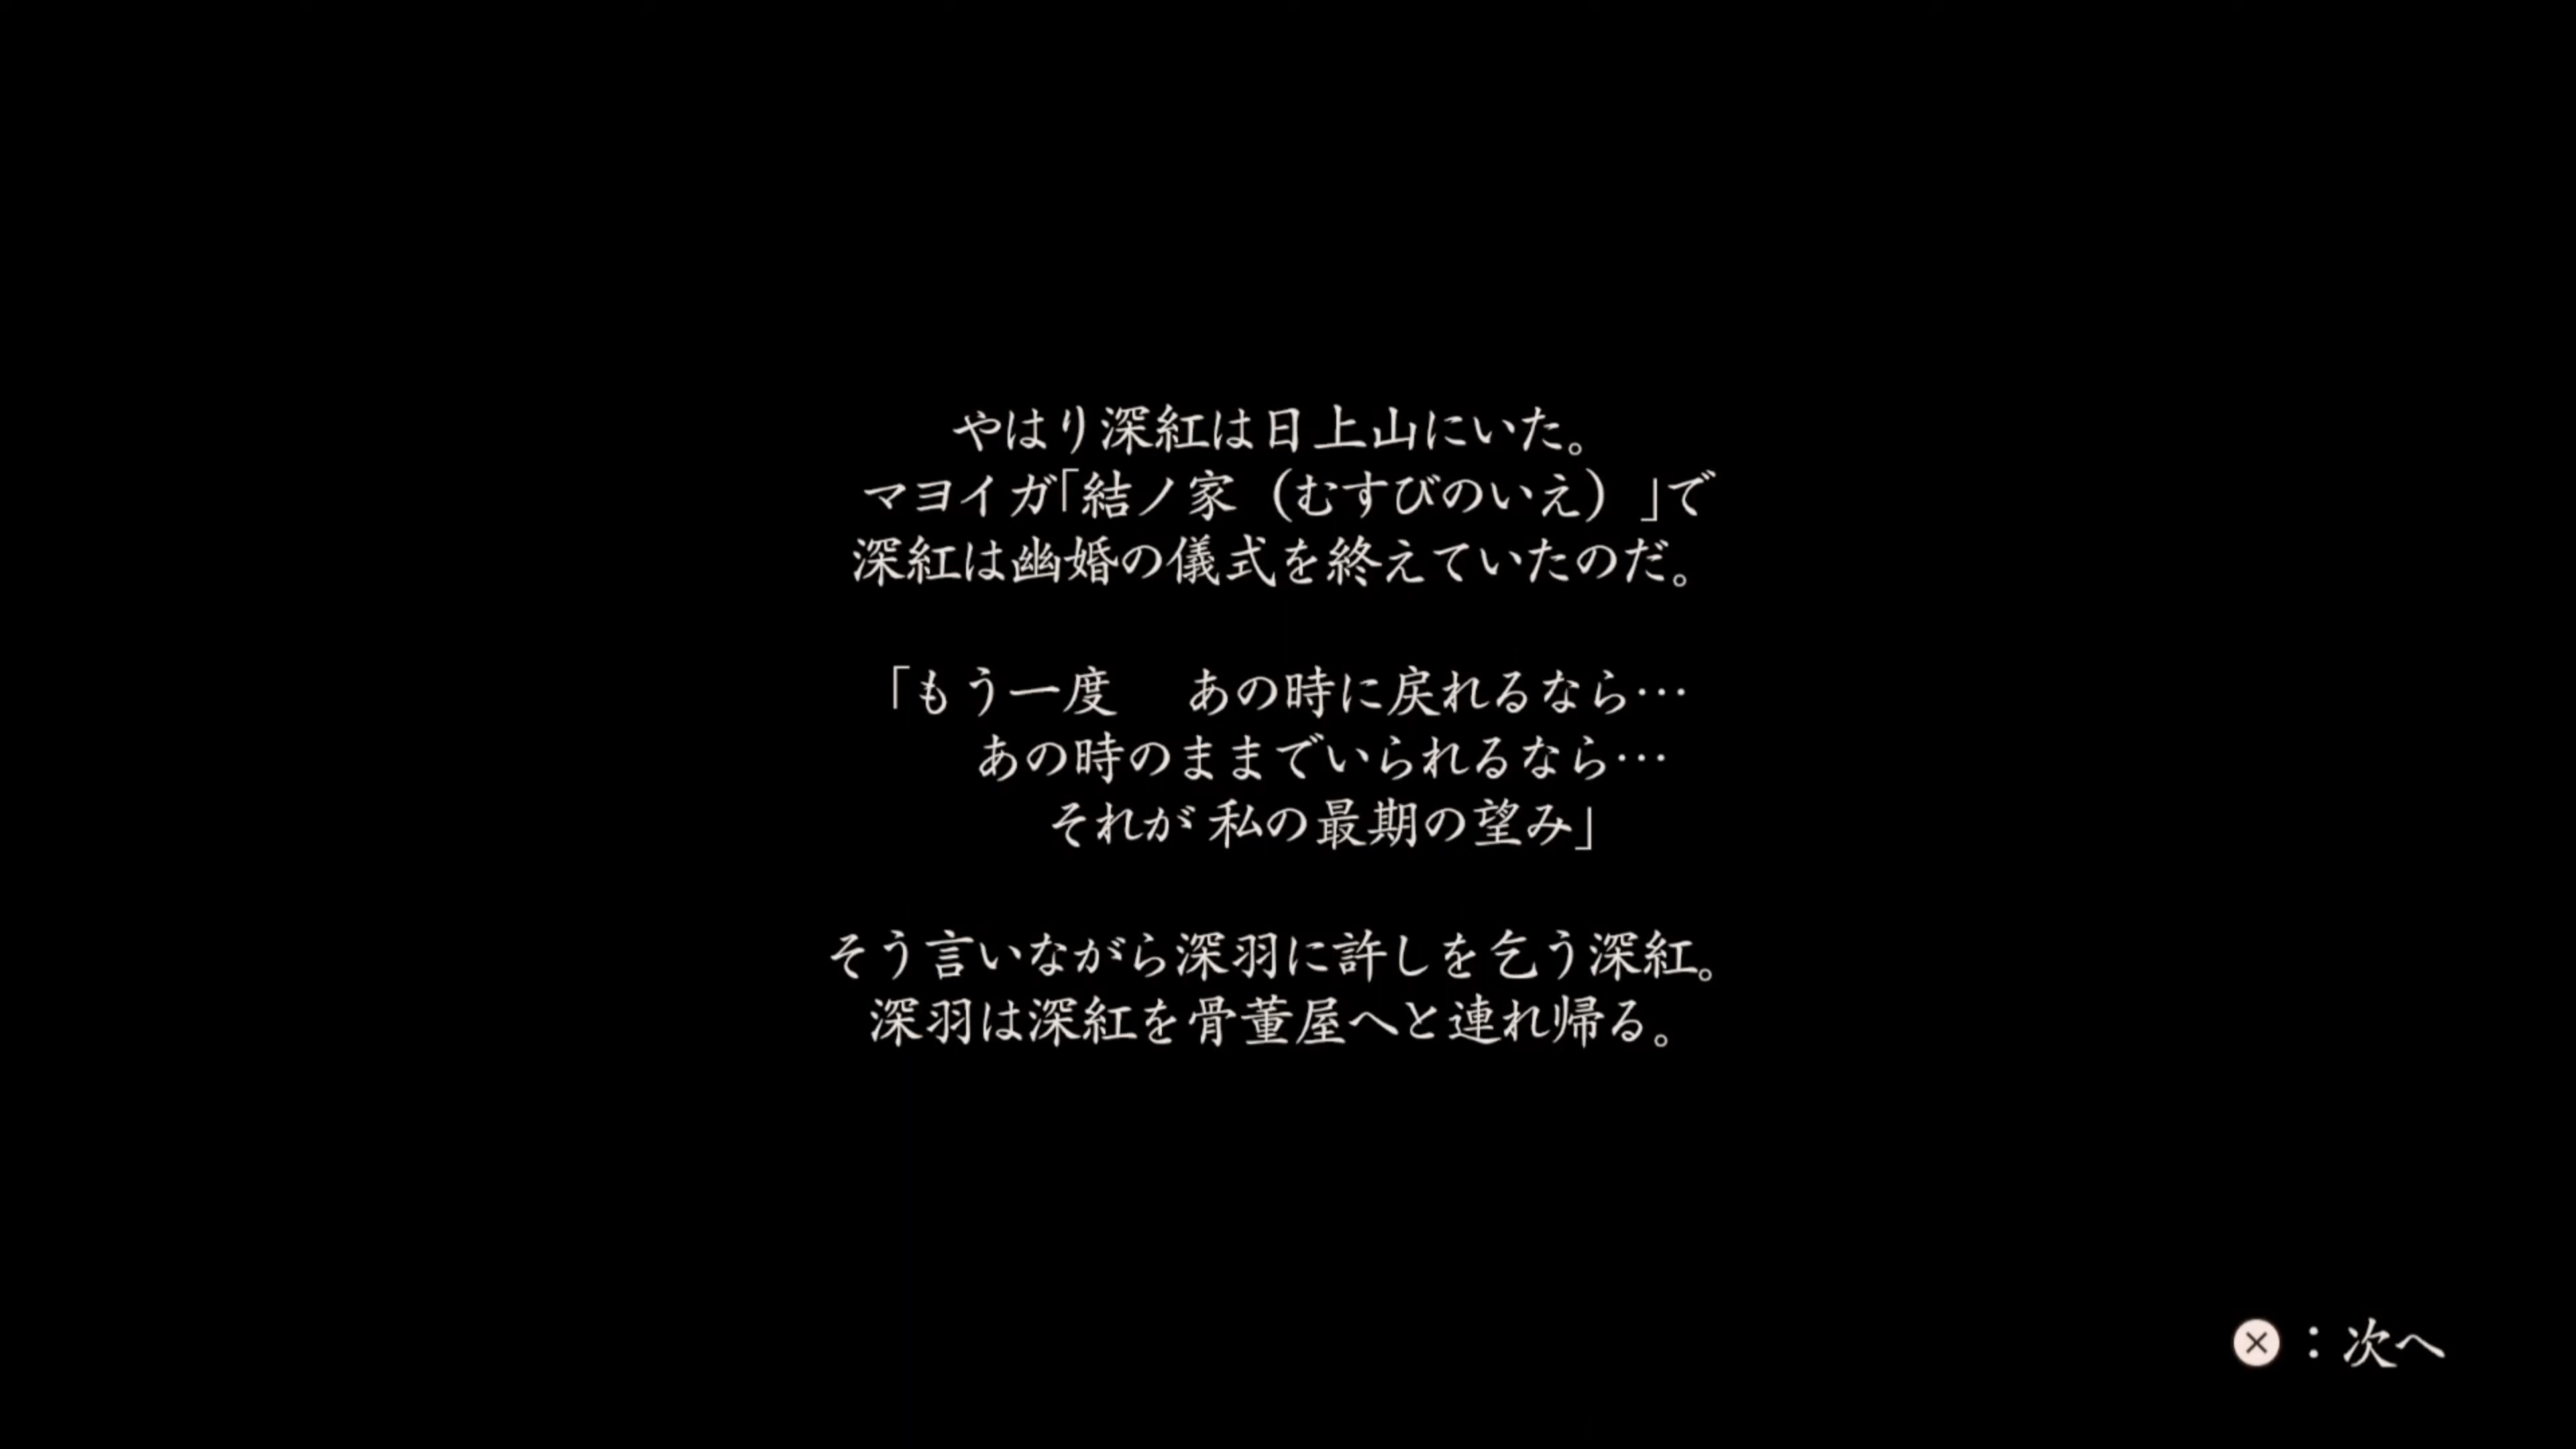 やはり深紅は日上山にいた。
マヨイガ「結ノ家（むすびのいえ）」で
深紅は幽婚の儀式を終えていたのだ。
「もう一度　あの時に戻れるなら…
あの時のままでいられるなら…
それが 私の最期の望み」
そう言いながら深羽に許しを乞う深紅。
深羽は深紅を骨董屋へと連れ帰る。
⊗：次へ